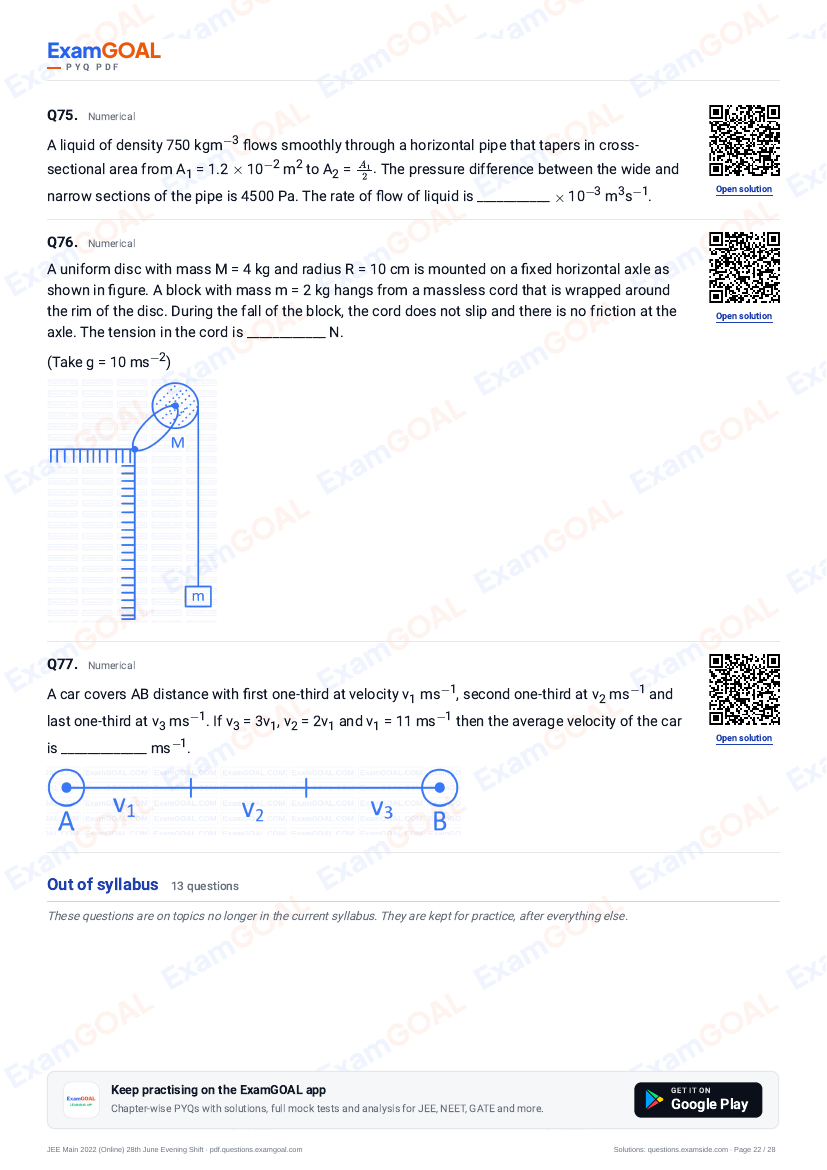 ExamGOAL
PYQ PDF
Q75. Numerical
A liquid of density 750 kgm⁻³ flows smoothly through a horizontal pipe that tapers in cross-
sectional area from A₁ = 1.2 × 10⁻² m² to A₂ = A₁/2. The pressure difference between the wide and
narrow sections of the pipe is 4500 Pa. The rate of flow of liquid is ___________ × 10⁻³ m³s⁻¹.
Open solution
Q76. Numerical
A uniform disc with mass M = 4 kg and radius R = 10 cm is mounted on a fixed horizontal axle as
shown in figure. A block with mass m = 2 kg hangs from a massless cord that is wrapped around
the rim of the disc. During the fall of the block, the cord does not slip and there is no friction at the
axle. The tension in the cord is ___________ N.
(Take g = 10 ms⁻²)
Open solution
M
m
Q77. Numerical
A car covers AB distance with first one-third at velocity v₁ ms⁻¹, second one-third at v₂ ms⁻¹ and
last one-third at v₃ ms⁻¹. If v₃ = 3v₁, v₂ = 2v₁ and v₁ = 11 ms⁻¹ then the average velocity of the car
is ____________ ms⁻¹.
Open solution
v₁ v₂ v₃
A B
Out of syllabus 13 questions
These questions are on topics no longer in the current syllabus. They are kept for practice, after everything else.
Keep practising on the ExamGOAL app
Chapter-wise PYQs with solutions, full mock tests and analysis for JEE, NEET, GATE and more.
ExamGOAL
GET IT ON
Google Play
JEE Main 2022 (Online) 28th June Evening Shift · pdf.questions.examgoal.com
Solutions: questions.examside.com · Page 22 / 28